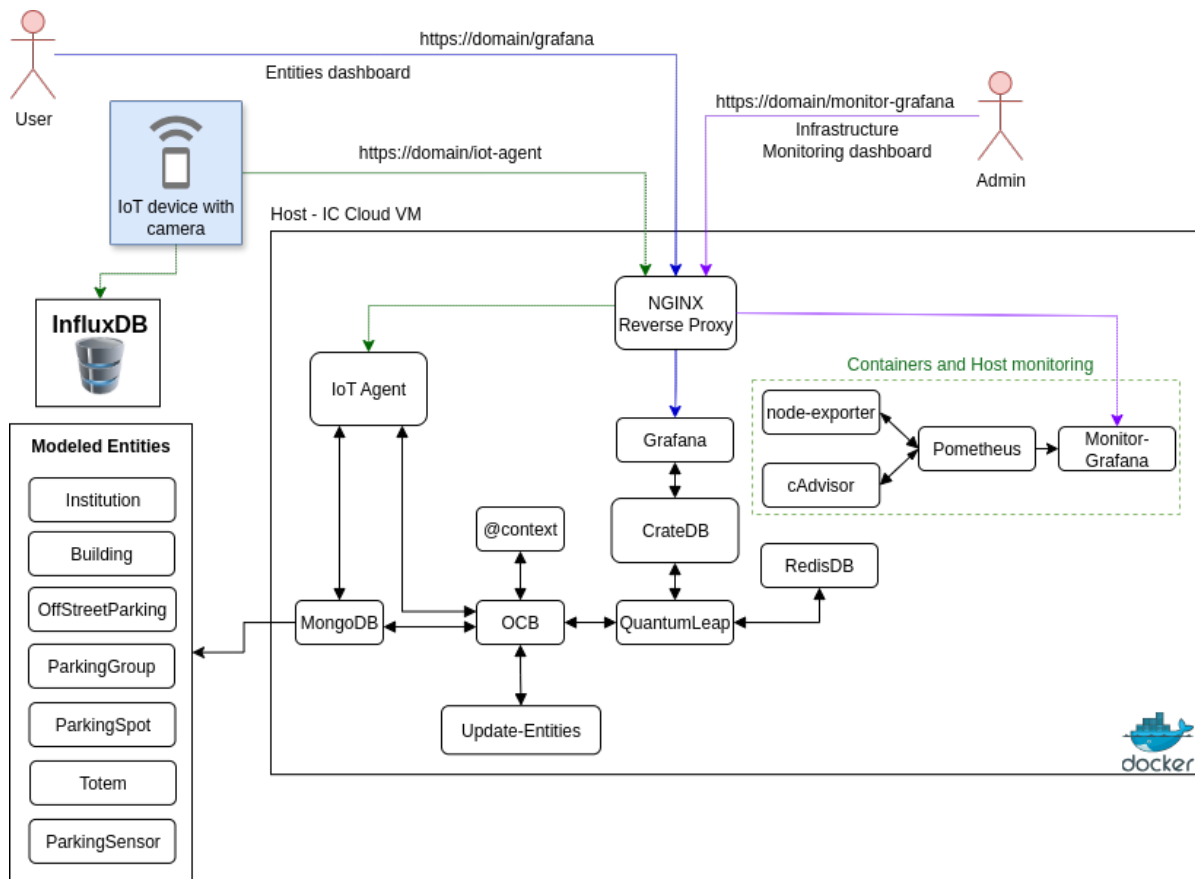 https://domain/grafana
Entities dashboard
User
https://domain/monitor-grafana
Infrastructure
Monitoring dashboard
Admin
https://domain/iot-agent
IoT device with
camera
Host - IC Cloud VM
InfluxDB
NGINX
Reverse Proxy
IoT Agent
Containers and Host monitoring
node-exporter
cAdvisor
Pometheus
Monitor-
Grafana
Grafana
CrateDB
@context
RedisDB
MongoDB
OCB
QuantumLeap
Update-Entities
Modeled Entities
Institution
Building
OffStreetParking
ParkingGroup
ParkingSpot
Totem
ParkingSensor
docker